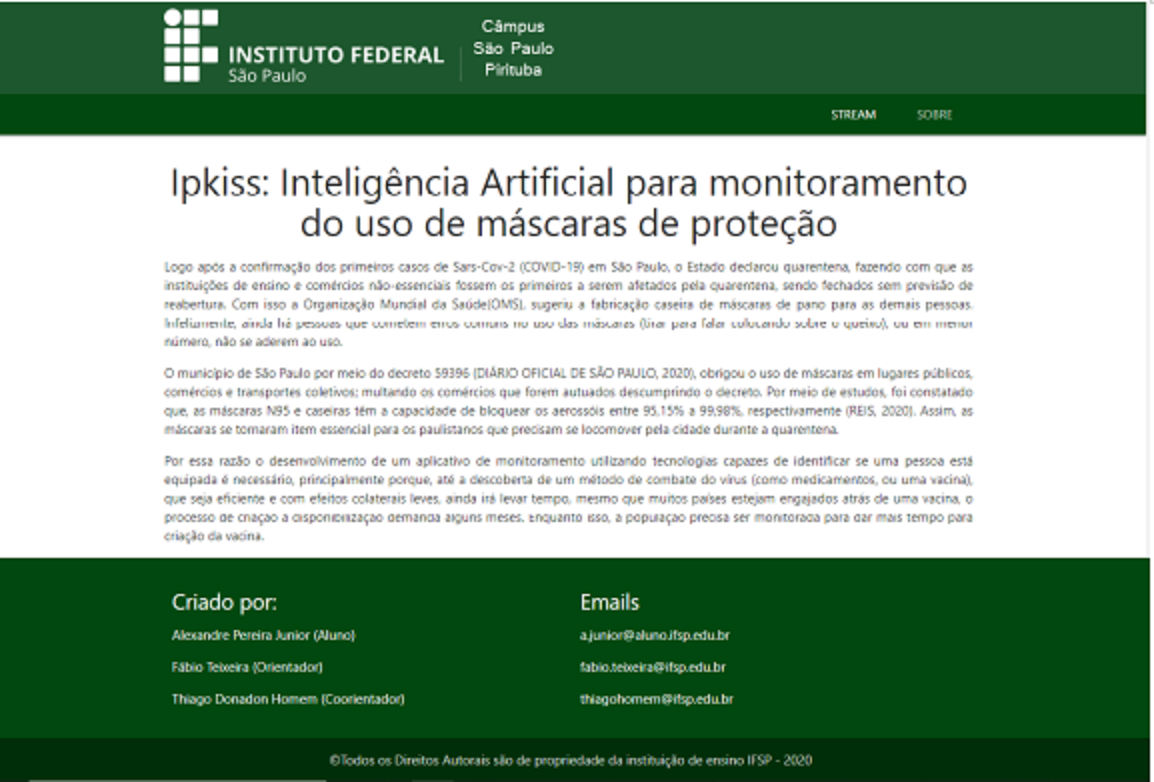 INSTITUTO FEDERAL
São Paulo
Câmpus
São Paulo
Pirituba
STREAM
SOBRE
Ipkiss: Inteligência Artificial para monitoramento
do uso de máscaras de proteção
Logo após a confirmação dos primeiros casos de Sars-Cov-2 (COVID-19) em São Paulo, o Estado declarou quarentena, fazendo com que as
instituições de ensino e comércios não-essenciais fossem os primeiros a serem afetados pela quarentena, sendo fechados sem previsão de
reabertura. Com isso a Organização Mundial da Saúde(OMS), sugeriu a fabricação caseira de máscaras de pano para as demais pessoas.
Infelizmente, ainda há pessoas que cometem erros comuns no uso das máscaras (tirar para falar colocando sobre o queixo), ou em menor
número, não se aderem ao uso.
O município de São Paulo por meio do decreto 59396 (DIÁRIO OFICIAL DE SÃO PAULO, 2020), obrigou o uso de máscaras em lugares públicos,
comércios e transportes coletivos; multando os comércios que forem autuados descumprindo o decreto. Por meio de estudos, foi constatado
que, as máscaras N95 e caseiras têm a capacidade de bloquear os aerossóis entre 95,15% a 99,98%, respectivamente (REIS, 2020). Assim, as
máscaras se tornaram item essencial para os paulistanos que precisam se locomover pela cidade durante a quarentena.
Por essa razão o desenvolvimento de um aplicativo de monitoramento utilizando tecnologias capazes de identificar se uma pessoa está
equipada é necessário, principalmente porque, até a descoberta de um método de combate do vírus (como medicamentos, ou uma vacina),
que seja eficiente e com efeitos colaterais leves, ainda irá levar tempo, mesmo que muitos países estejam engajados atrás de uma vacina, o
processo de criação a disponibilização demanda alguns meses. Enquanto isso, a população precisa ser monitorada para dar mais tempo para
criação da vacina.
Criado por:
Alexandre Pereira Junior (Aluno)
Fábio Teixeira (Orientador)
Thiago Donadon Homem (Coorientador)
Emails
a.junior@aluno.ifsp.edu.br
fabio.teixeira@ifsp.edu.br
thiagohomem@ifsp.edu.br
©Todos os Direitos Autorais são de propriedade da instituição de ensino IFSP - 2020